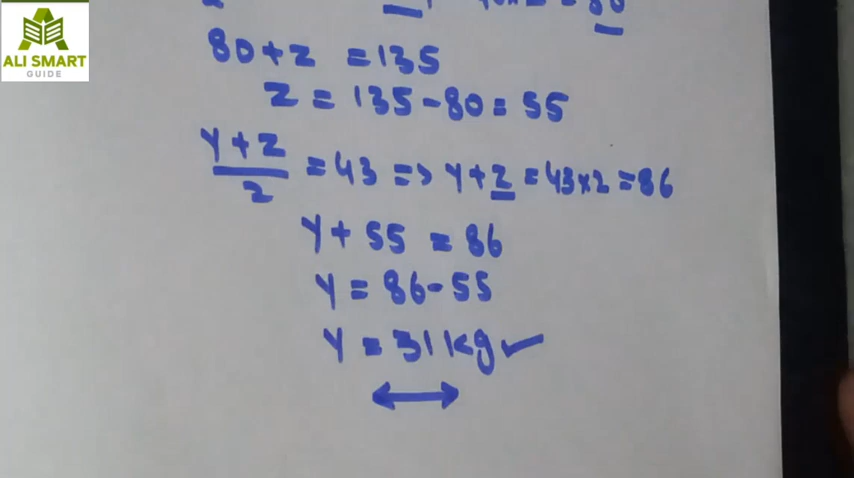 ALI SMART
GUIDE
80+z = 135
z = 135-80 = 55
y+z/2 = 43 => y+z = 43x2 = 86
y + 55 = 86
y = 86-55
y = 31 kg ✓